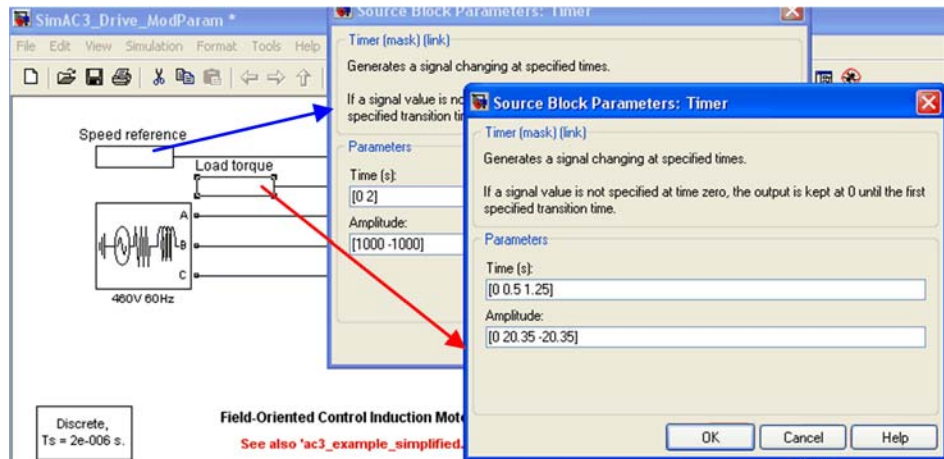 SimAC3_Drive_ModParam *
File Edit View Simulation Format Tools Help
Speed reference
Load torque
A
B
C
460V 60Hz
Discrete,
Ts = 2e-006 s.
Field-Oriented Control Induction
See also 'ac3_example_simplified.
Source Block Parameters: Timer
Timer (mask) (link)
Generates a signal changing at specified times.
If a signal value is
specified transition
Parameters
Time (s):
[0 2]
Amplitude:
[1000 -1000]
Source Block Parameters: Timer
Timer (mask) (link)
Generates a signal changing at specified times.
If a signal value is not specified at time zero, the output is kept at 0 until the first
specified transition time.
Parameters
Time (s):
[0 0.5 1.25]
Amplitude:
[0 20.35 -20.35]
OK Cancel Help